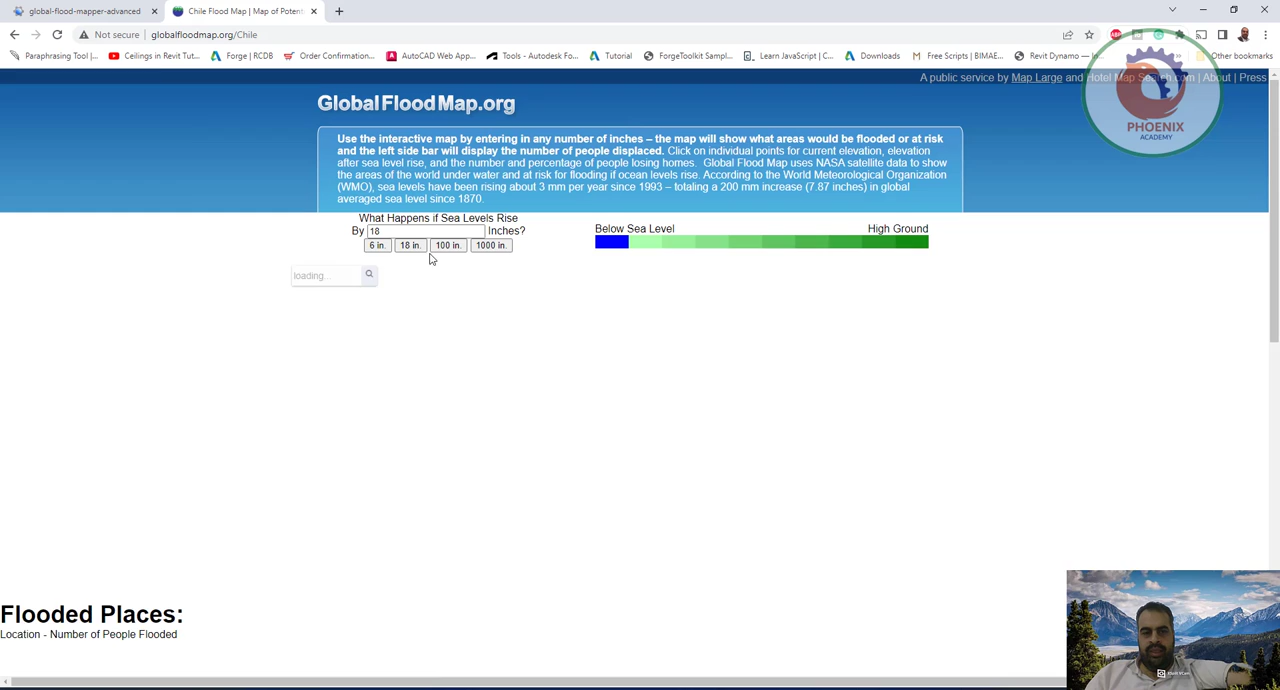 global-flood-mapper-advanced
Chile Flood Map | Map of Potent
Not secure
globalfloodmap.org/Chile
Paraphrasing Tool |...
Ceilings in Revit Tut...
Forge | RCDB
Order Confirmation...
AutoCAD Web App...
Tools - Autodesk For...
Tutorial
ForgeToolkit Sampl...
Learn JavaScript | C...
Downloads
Free Scripts | BIMAE...
Revit Dynamo
Other bookmarks
A public service by Map Large and Hotel Map Search.com | About | Press
GlobalFloodMap.org
PHOENIX
ACADEMY
Use the interactive map by entering in any number of inches – the map will show what areas would be flooded or at risk
and the left side bar will display the number of people displaced. Click on individual points for current elevation, elevation
after sea level rise, and the number and percentage of people losing homes. Global Flood Map uses NASA satellite data to show
the areas of the world under water and at risk for flooding if ocean levels rise. According to the World Meteorological Organization
(WMO), sea levels have been rising about 3 mm per year since 1993 – totaling a 200 mm increase (7.87 inches) in global
averaged sea level since 1870.
What Happens if Sea Levels Rise
By 18 Inches?
6 in. 18 in. 100 in. 1000 in.
Below Sea Level High Ground
loading...
Flooded Places:
Location - Number of People Flooded